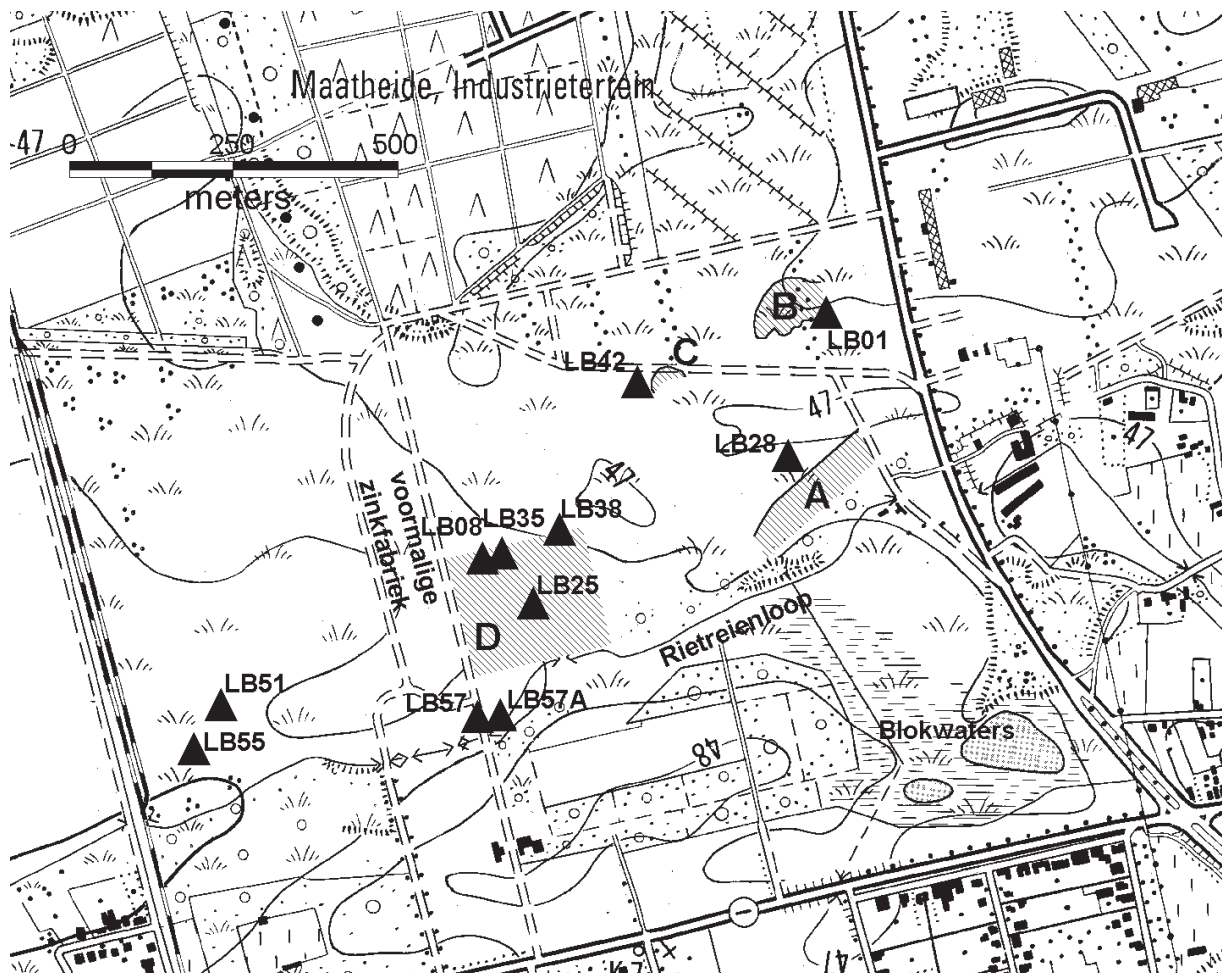 Maatheide, Industrietertein
47
0 250 500
meters
B
LB01
LB42
C
47
LB28
A
47
47
voormalige
zinkfabriek
LB08
LB35
LB38
LB25
D
Rietreienloop
LB51
LB57
LB57A
LB55
Blokwaters
48
47